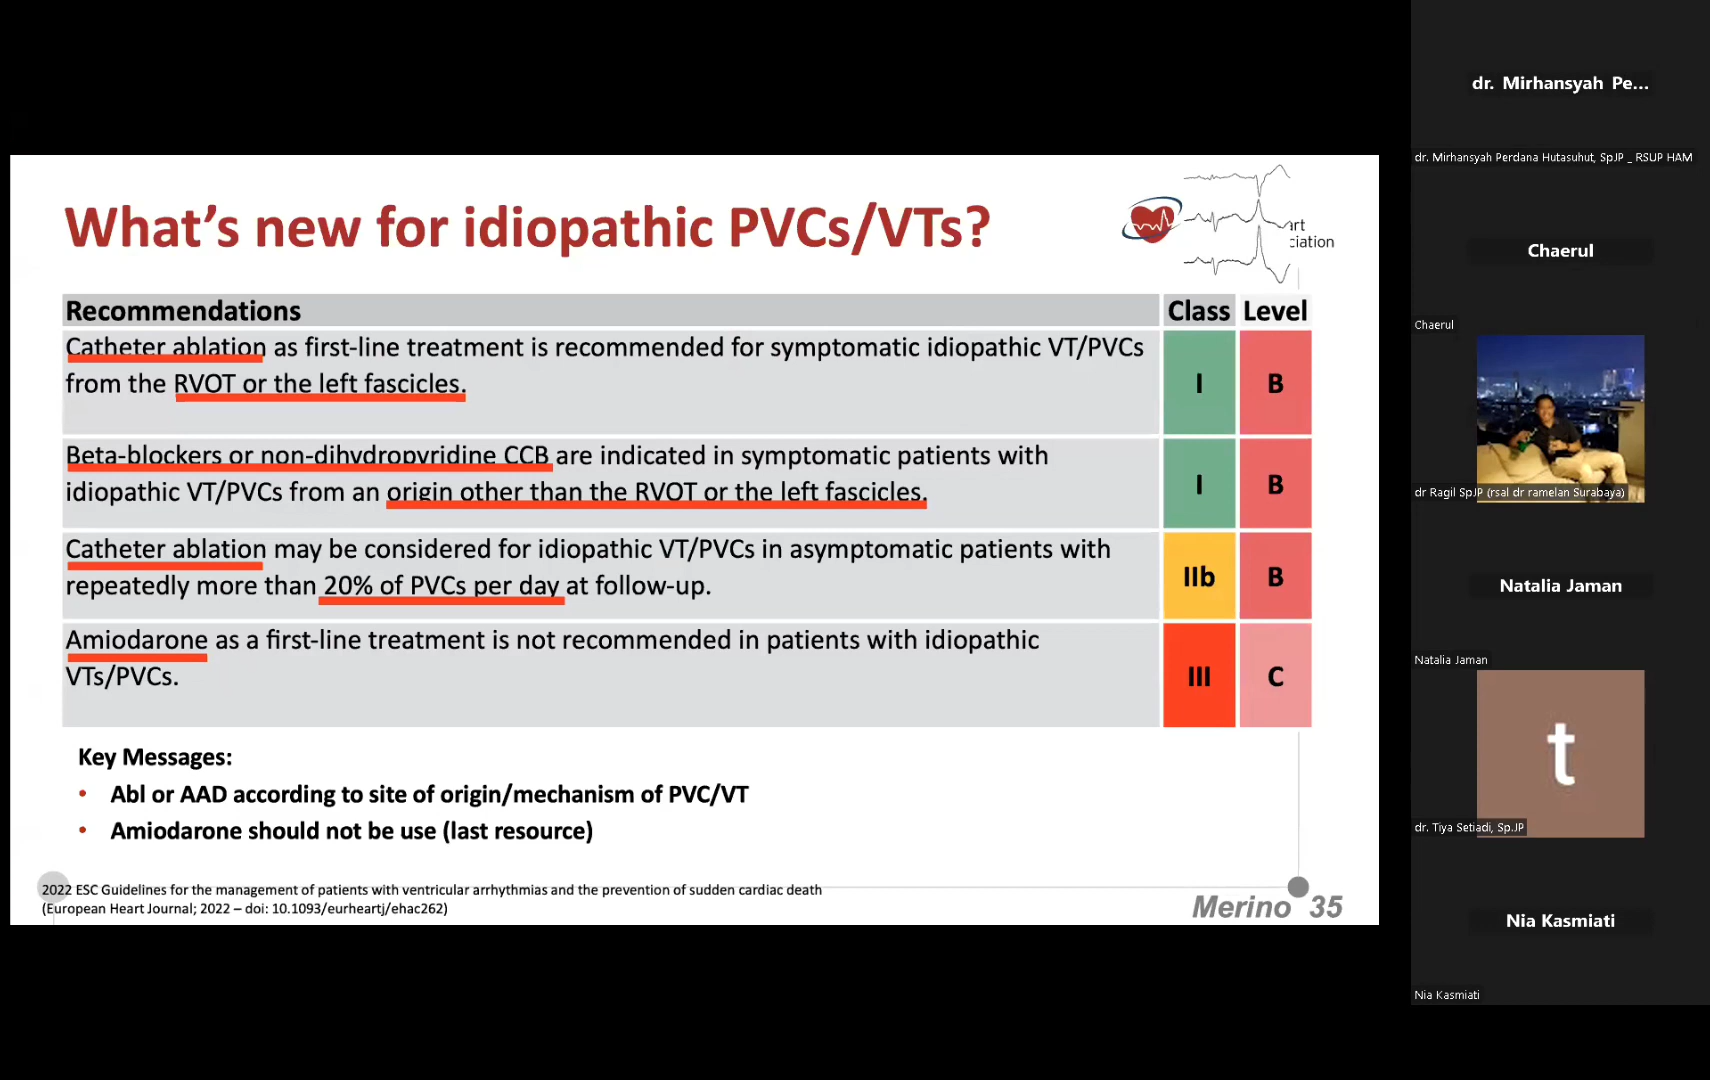 What's new for idiopathic PVCs/VTs?
art
ciation
Recommendations Class Level
Catheter ablation as first-line treatment is recommended for symptomatic idiopathic VT/PVCs
from the RVOT or the left fascicles.
I B
Beta-blockers or non-dihydropyridine CCB are indicated in symptomatic patients with
idiopathic VT/PVCs from an origin other than the RVOT or the left fascicles.
I B
Catheter ablation may be considered for idiopathic VT/PVCs in asymptomatic patients with
repeatedly more than 20% of PVCs per day at follow-up.
IIb B
Amiodarone as a first-line treatment is not recommended in patients with idiopathic
VTs/PVCs.
III C
Key Messages:
• Abl or AAD according to site of origin/mechanism of PVC/VT
• Amiodarone should not be use (last resource)
2022 ESC Guidelines for the management of patients with ventricular arrhythmias and the prevention of sudden cardiac death
(European Heart Journal; 2022 – doi: 10.1093/eurheartj/ehac262)
Merino 35
dr. Mirhansyah Pe...
dr. Mirhansyah Perdana Hutasuhut, SpJP _ RSUP HAM
Chaerul
Chaerul
dr Ragil SpJP (rsal dr ramelan Surabaya)
Natalia Jaman
Natalia Jaman
t
dr. Tiya Setiadi, Sp.JP
Nia Kasmiati
Nia Kasmiati